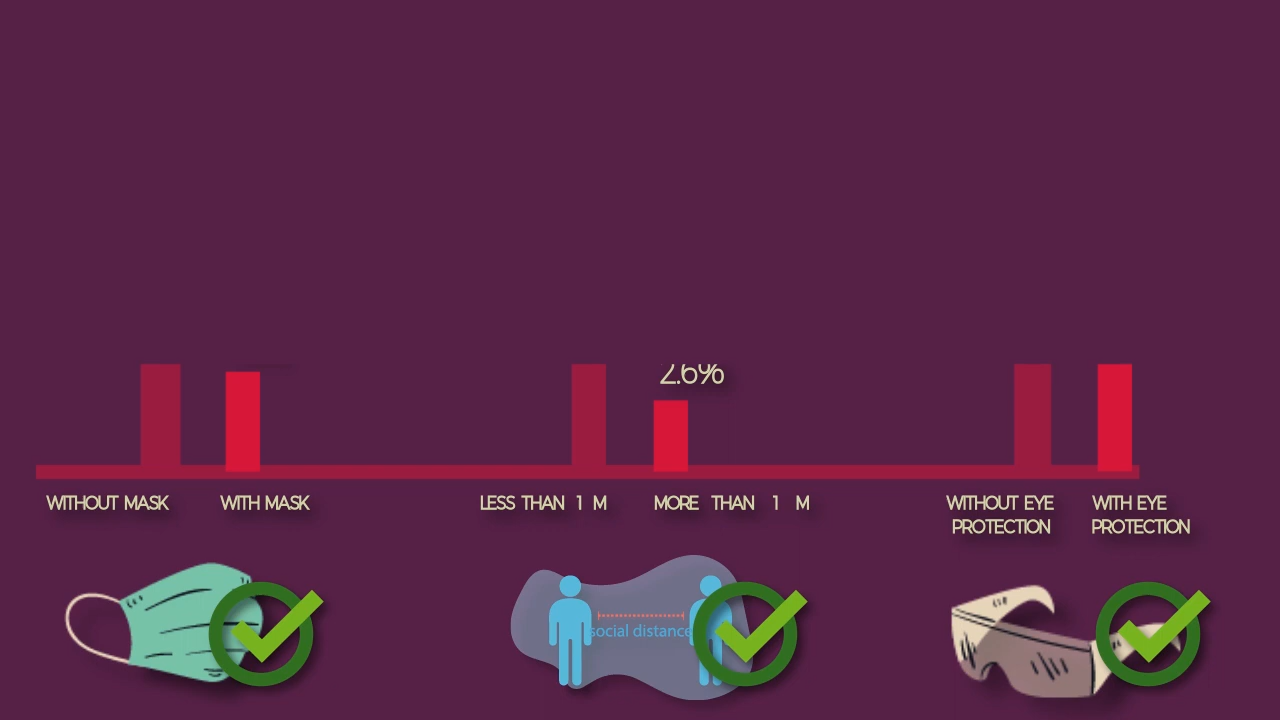 2.6%
WITHOUT MASK
WITH MASK
LESS THAN 1 M
MORE THAN 1 M
WITHOUT EYE
PROTECTION
WITH EYE
PROTECTION
social distance